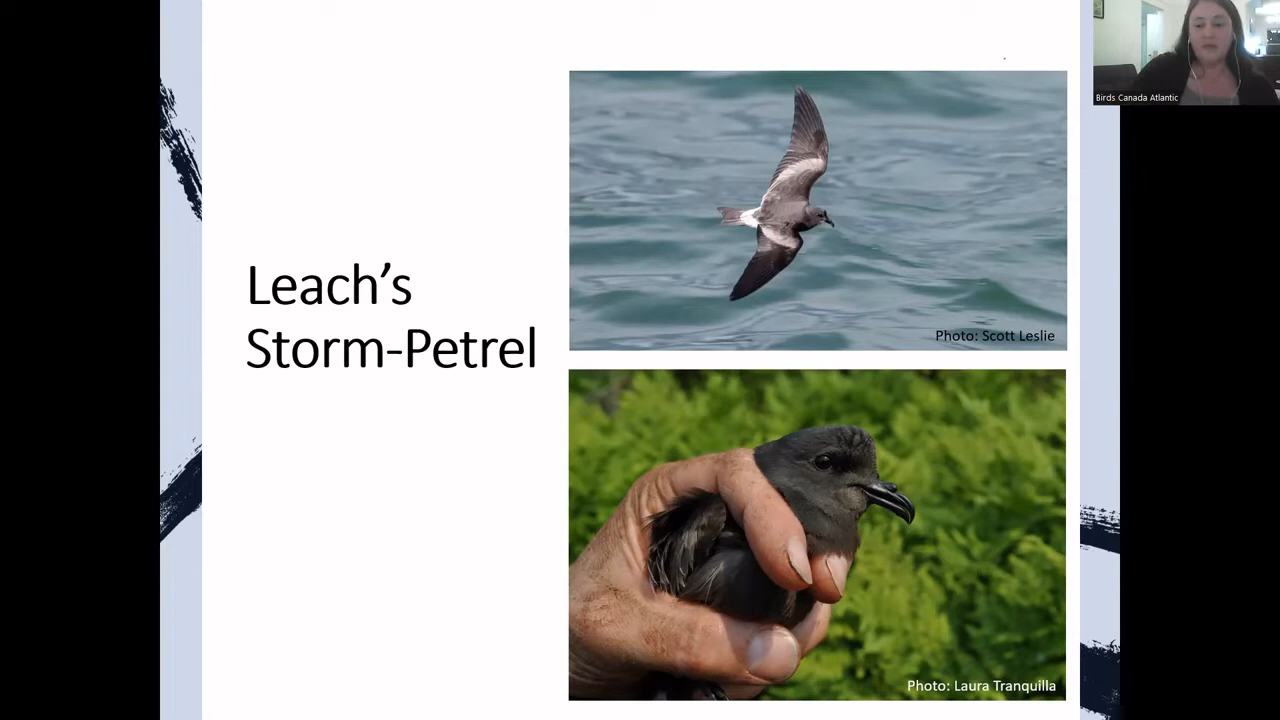 Leach’s
Storm-Petrel
Photo: Scott Leslie
Photo: Laura Tranquilla
Birds Canada Atlantic